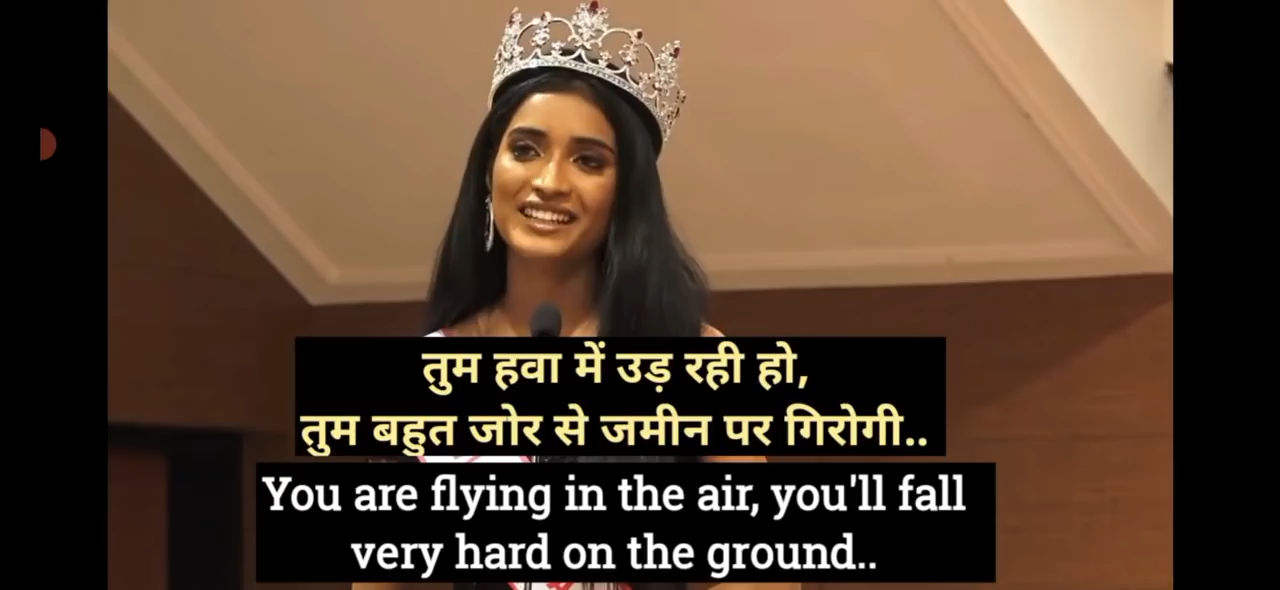 तुम हवा में उड़ रही हो,
तुम बहुत जोर से जमीन पर गिरोगी..
You are flying in the air, you'll fall
very hard on the ground..